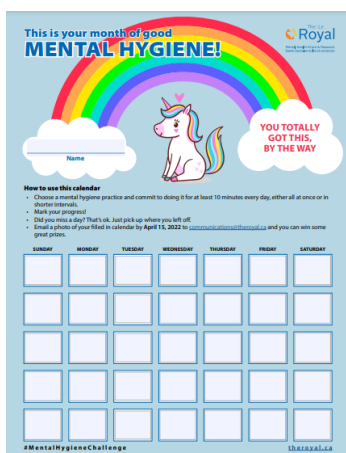 This is your month of good
The Le
Royal
MENTAL HYGIENE!
YOU TOTALLY
GOT THIS,
BY THE WAY
Name
How to use this calendar
• Choose a mental hygiene practice and commit to doing it for at least 10 minutes every day, either all at once or in
shorter intervals.
• Mark your progress!
• Did you miss a day? That's ok. Just pick up where you left off.
• Email a photo of your filled in calendar by April 15, 2022 to communications@theroyal.ca and you can win some
great prizes.
SUNDAY MONDAY TUESDAY WEDNESDAY THURSDAY FRIDAY SATURDAY
#MentalHygieneChallenge
theroyal.ca